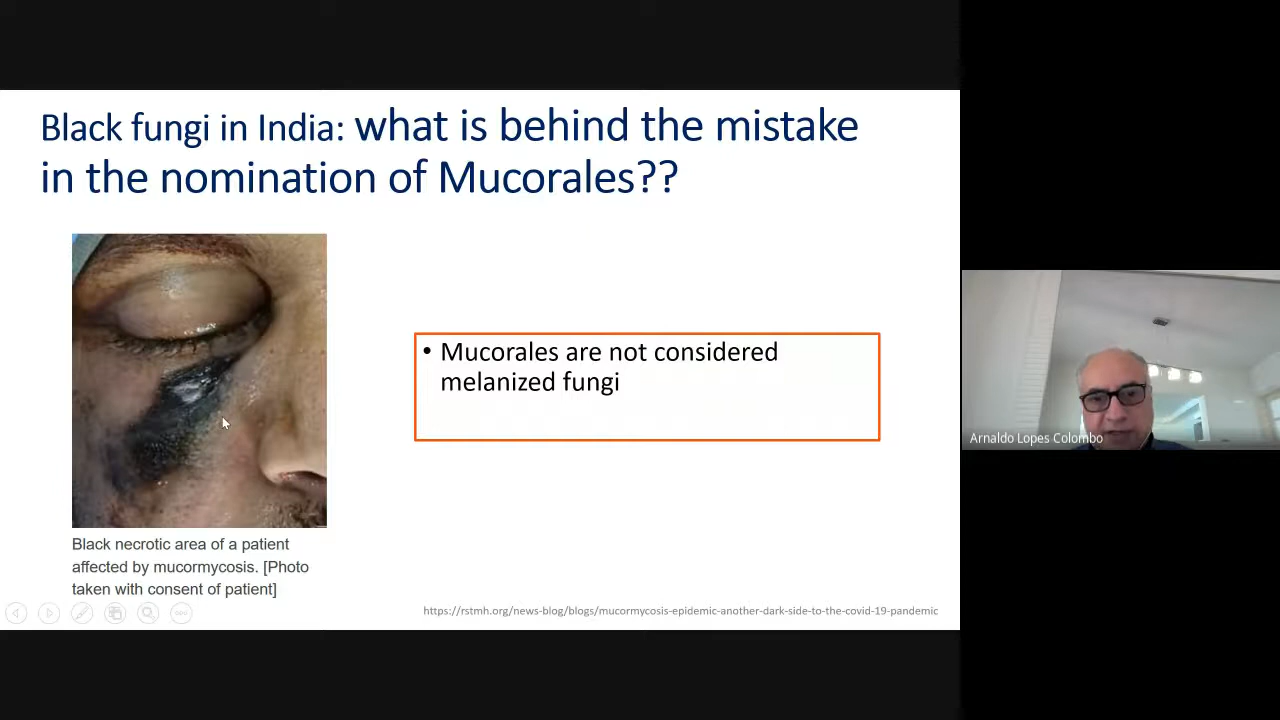 Black fungi in India: what is behind the mistake
in the nomination of Mucorales??
• Mucorales are not considered
melanized fungi
Black necrotic area of a patient
affected by mucormycosis. [Photo
taken with consent of patient]
https://rstmh.org/news-blog/blogs/mucormycosis-epidemic-another-dark-side-to-the-covid-19-pandemic
Arnaldo Lopes Colombo